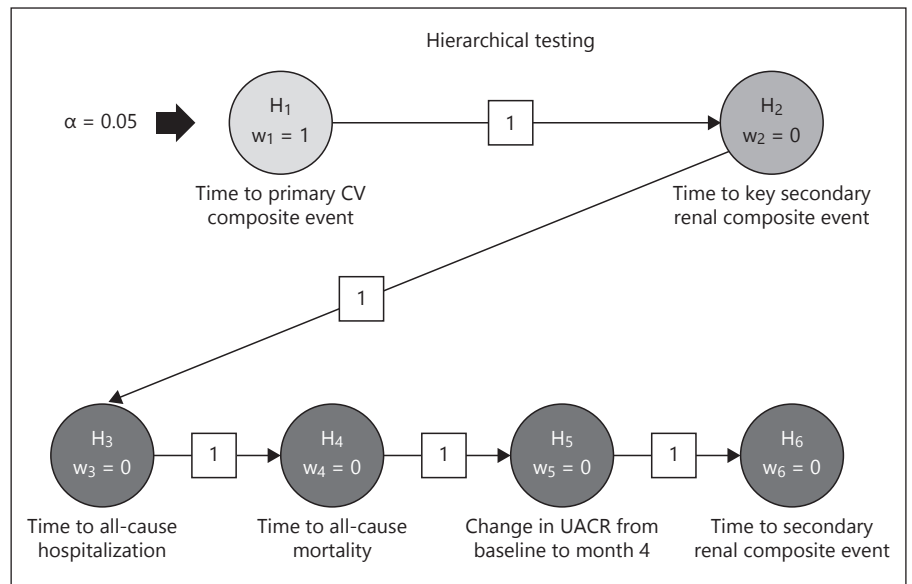 Hierarchical testing
α = 0.05
H₁
w₁ = 1
1
H₂
w₂ = 0
Time to primary CV
composite event
Time to key secondary
renal composite event
1
H₃
w₃ = 0
1
H₄
w₄ = 0
1
H₅
w₅ = 0
1
H₆
w₆ = 0
Time to all-cause
hospitalization
Time to all-cause
mortality
Change in UACR from
baseline to month 4
Time to secondary
renal composite event